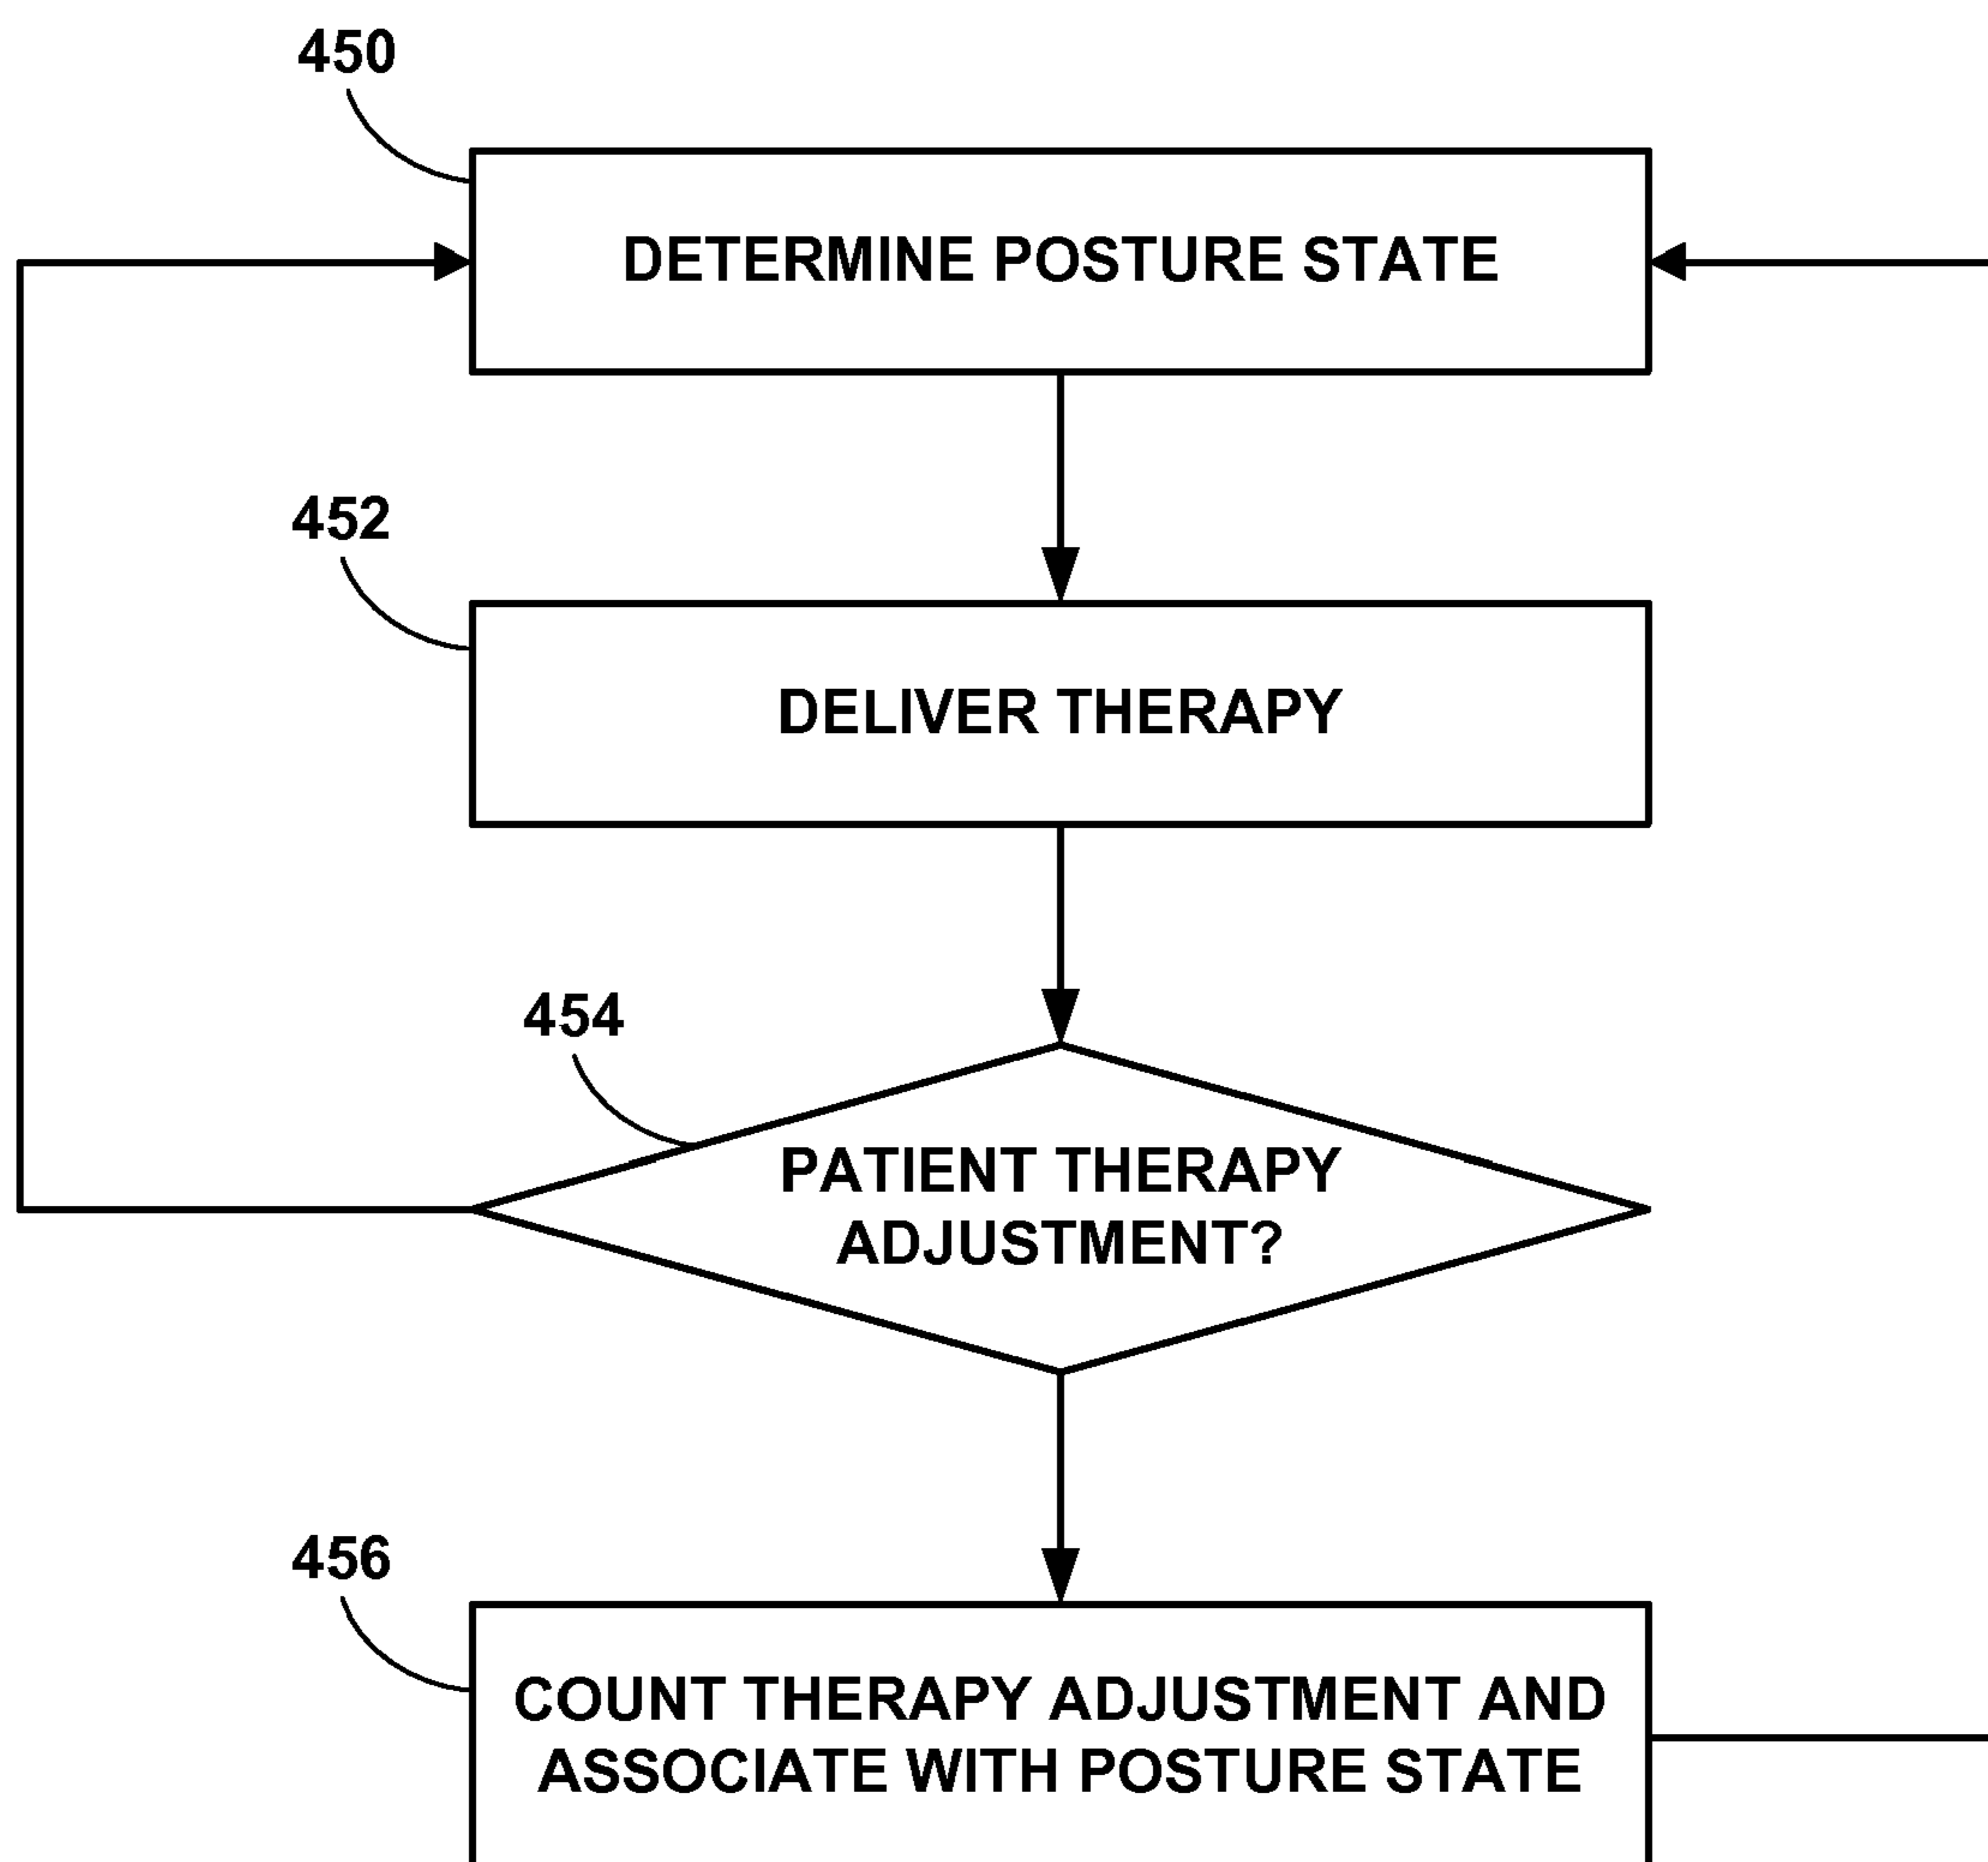 450
DETERMINE POSTURE STATE
452
DELIVER THERAPY
454
PATIENT THERAPY
ADJUSTMENT?
456
COUNT THERAPY ADJUSTMENT AND
ASSOCIATE WITH POSTURE STATE